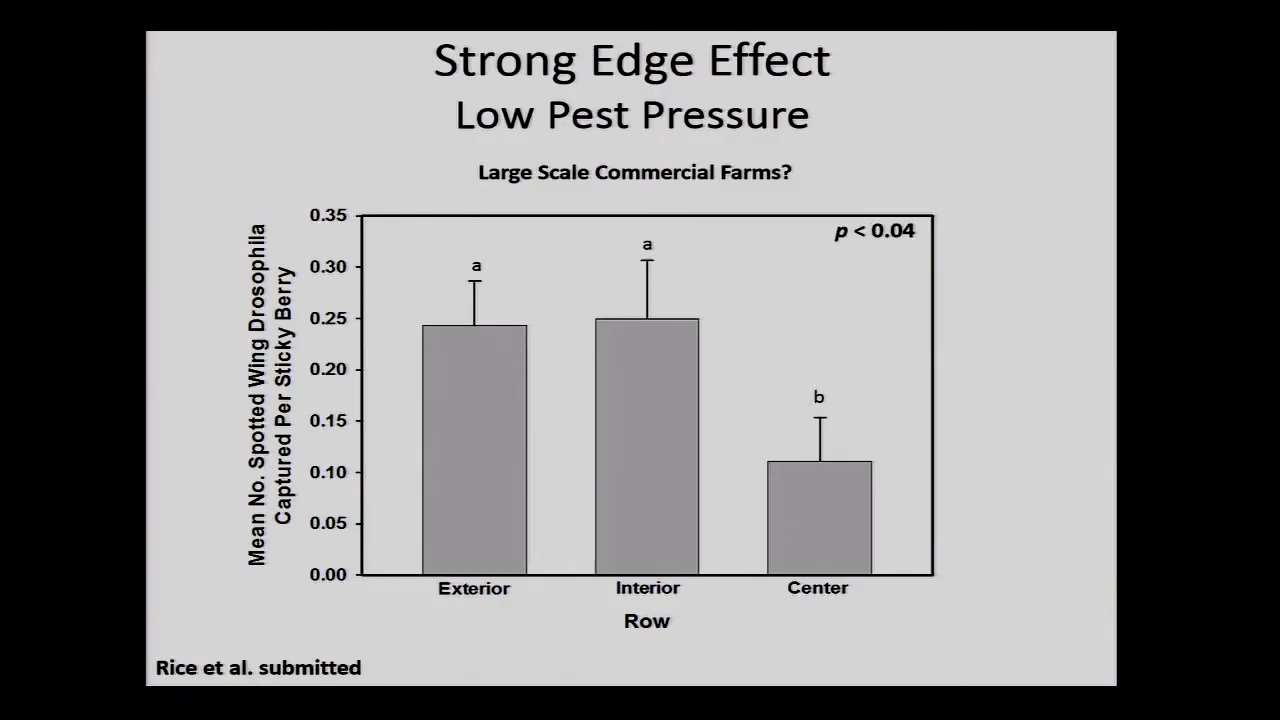 Strong Edge Effect
Low Pest Pressure
Large Scale Commercial Farms?
Mean No. Spotted Wing Drosophila
Captured Per Sticky Berry
0.35
0.30
0.25
0.20
0.15
0.10
0.05
0.00
p < 0.04
a
a
b
Exterior
Interior
Center
Row
Rice et al. submitted